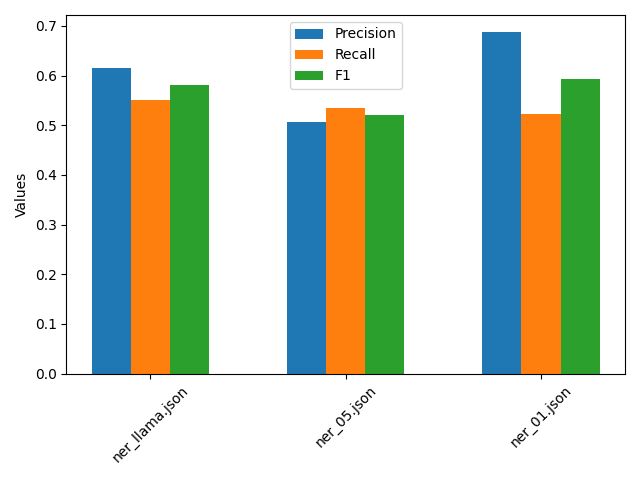 Precision
Recall
F1
Values
0.7
0.6
0.5
0.4
0.3
0.2
0.1
0.0
ner_llama.json
ner_05.json
ner_01.json